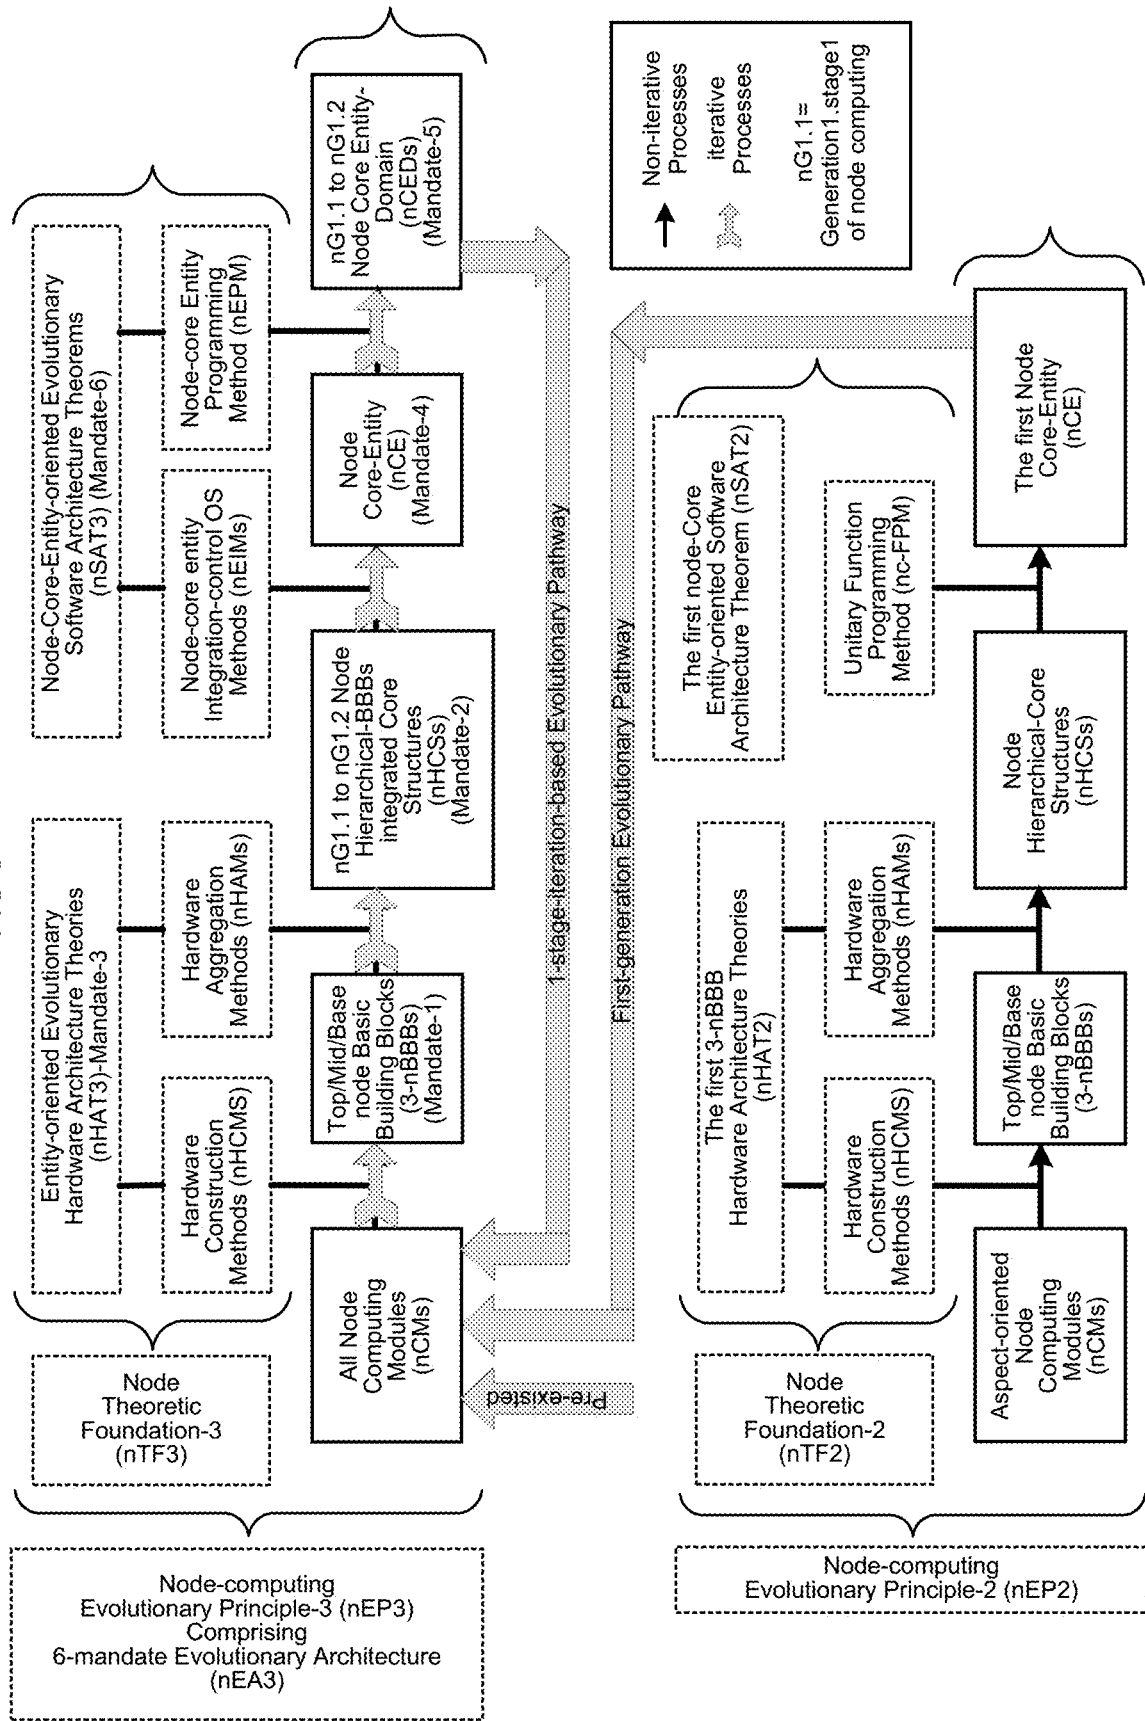 Node-computing
Evolutionary Principle-3 (nEP3)
Comprising
6-mandate Evolutionary Architecture
(nEA3)
Node
Theoretic
Foundation-3
(nTF3)
Entity-oriented Evolutionary
Hardware Architecture Theories
(nHAT3)-Mandate-3
Hardware
Construction
Methods (nHCMS)
Hardware
Aggregation
Methods (nHAMs)
Node-Core-Entity-oriented Evolutionary
Software Architecture Theorems
(nSAT3) (Mandate-6)
Node-core entity
Integration-control OS
Methods (nEIMs)
Node-core Entity
Programming
Method (nEPM)
All Node
Computing
Modules
(nCMs)
Top/Mid/Base
node Basic
Building Blocks
(3-nBBBs)
(Mandate-1)
nG1.1 to nG1.2 Node
Hierarchical-BBBs
integrated Core
Structures
(nHCSs)
(Mandate-2)
Node
Core-Entity
(nCE)
(Mandate-4)
nG1.1 to nG1.2
Node Core Entity-
Domain
(nCEDs)
(Mandate-5)
1-stage-iteration-based Evolutionary Pathway
First-generation Evolutionary Pathway
Pre-existed
Non-iterative
Processes
iterative
Processes
nG1.1=
Generation1.stage1
of node computing
Node-computing
Evolutionary Principle-2 (nEP2)
Node
Theoretic
Foundation-2
(nTF2)
The first 3-nBBB
Hardware Architecture Theories
(nHAT2)
Hardware
Construction
Methods (nHCMS)
Hardware
Aggregation
Methods (nHAMs)
The first node-Core
Entity-oriented Software
Architecture Theorem (nSAT2)
Unitary Function
Programming
Method (nc-FPM)
Aspect-oriented
Node
Computing
Modules
(nCMs)
Top/Mid/Base
node Basic
Building Blocks
(3-nBBBs)
Node
Hierarchical-Core
Structures
(nHCSs)
The first Node
Core-Entity
(nCE)